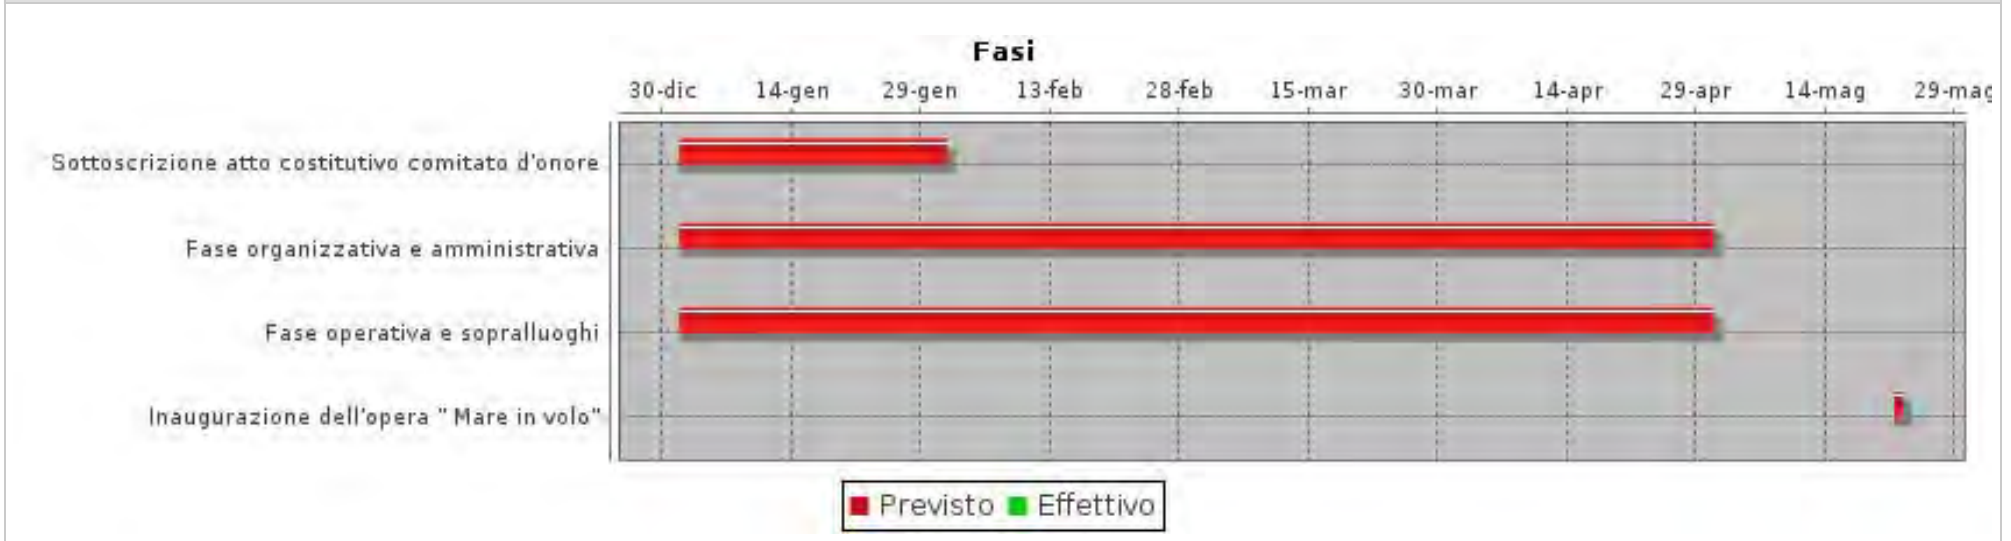 Fasi
30-dic 14-gen 29-gen 13-feb 28-feb 15-mar 30-mar 14-apr 29-apr 14-mag 29-mag
Sottoscrizione atto costitutivo comitato d'onore
Fase organizzativa e amministrativa
Fase operativa e sopralluoghi
Inaugurazione dell'opera " Mare in volo"
Previsto Effettivo